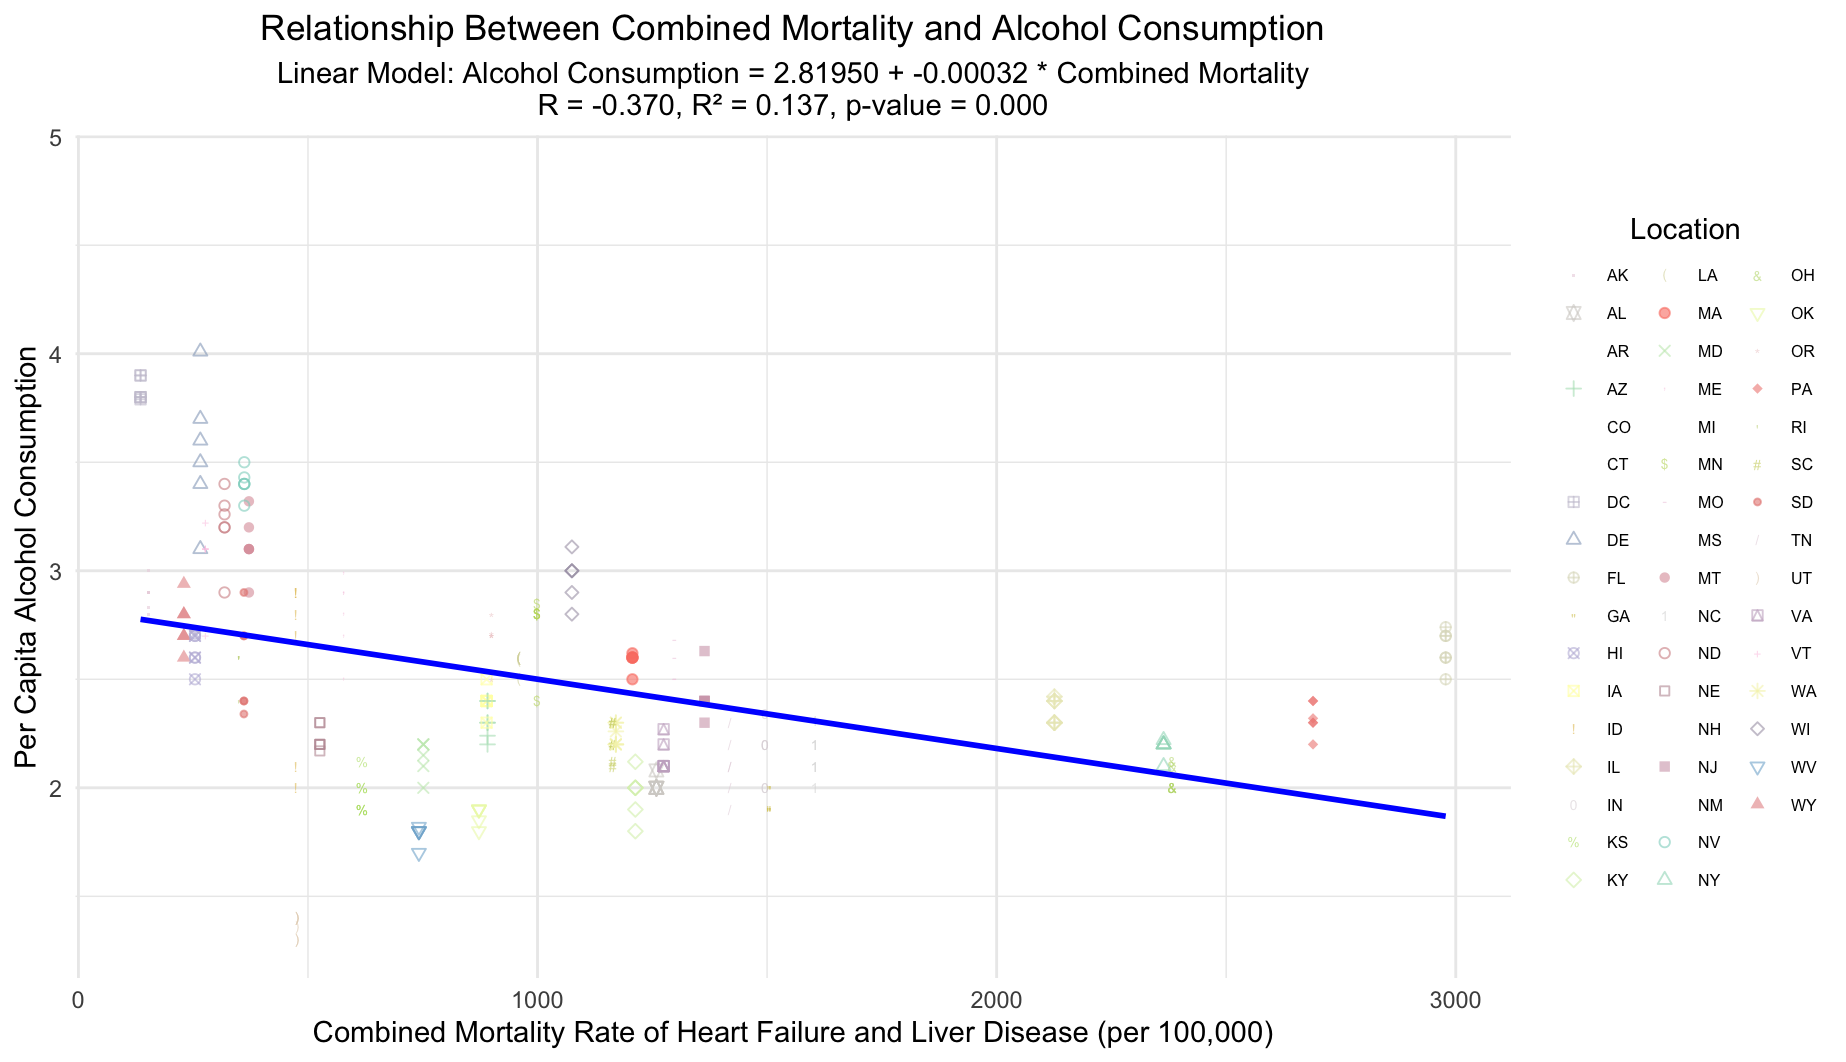 Relationship Between Combined Mortality and Alcohol Consumption
Linear Model: Alcohol Consumption = 2.81950 + -0.00032 * Combined Mortality
R = -0.370, R² = 0.137, p-value = 0.000
Per Capita Alcohol Consumption
5
4
3
2
0
1000
2000
3000
Combined Mortality Rate of Heart Failure and Liver Disease (per 100,000)
Location
AK LA OH
AL MA OK
AR MD OR
AZ ME PA
CO MI RI
CT MN SC
DC MO SD
DE MS TN
FL MT UT
GA NC VA
HI ND VT
IA NE WA
ID NH WI
IL NJ WV
IN NM WY
KS NV
KY NY